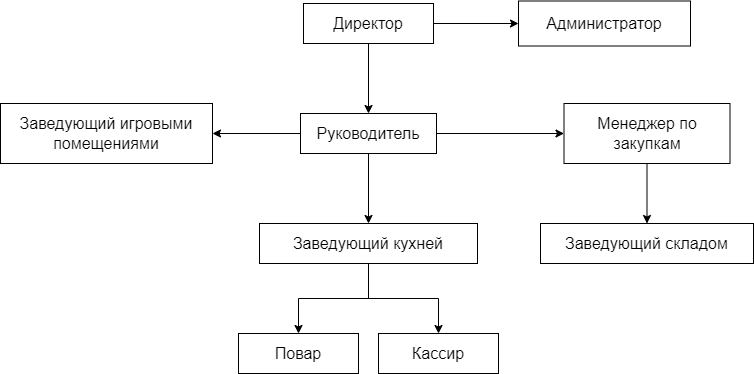 Директор
Администратор
Заведующий игровыми
помещениями
Руководитель
Менеджер по
закупкам
Заведующий кухней
Заведующий складом
Повар
Кассир